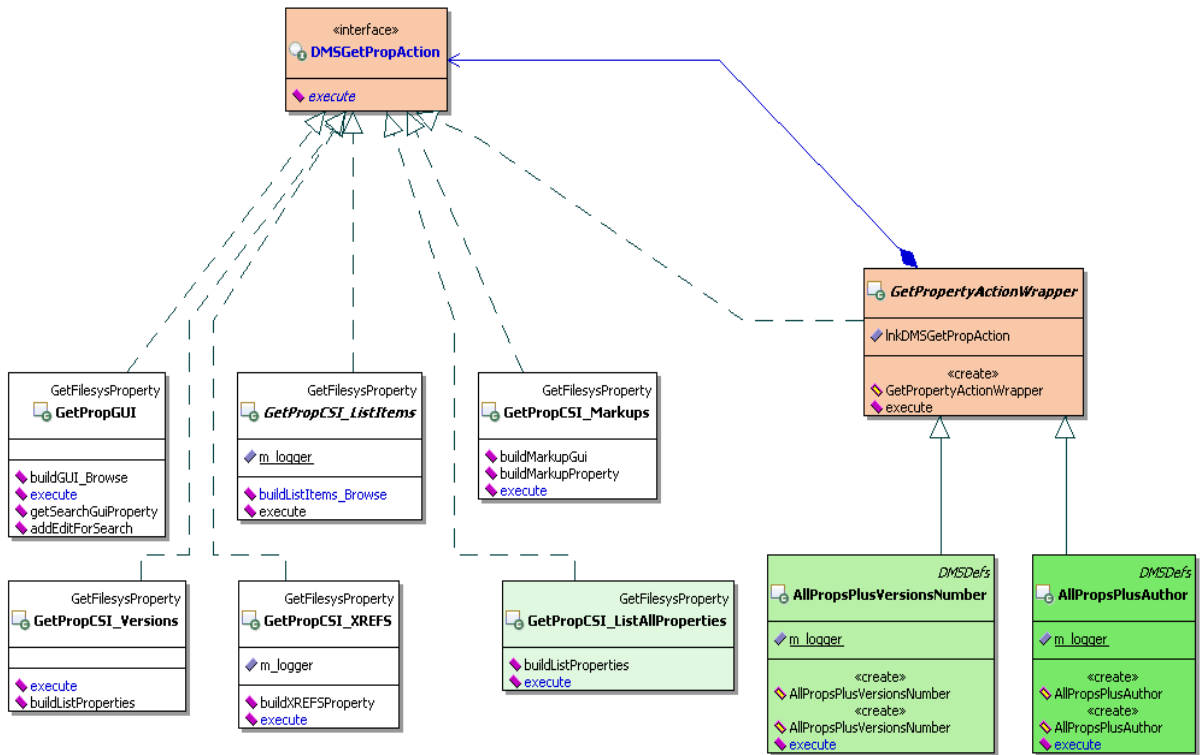 «interface»
DMSGetPropAction
execute
GetPropertyActionWrapper
lnkDMSGetPropAction
«create»
GetPropertyActionWrapper
execute
GetFilesysProperty
GetPropGUI
buildGUI_Browse
execute
getSearchGuiProperty
addEditForSearch
GetFilesysProperty
GetPropCSI_ListItems
m_logger
buildListItems_Browse
execute
GetFilesysProperty
GetPropCSI_Markups
buildMarkupGui
buildMarkupProperty
execute
GetFilesysProperty
GetPropCSI_Versions
execute
buildListProperties
GetFilesysProperty
GetPropCSI_XREFS
m_logger
buildXREFSProperty
execute
GetFilesysProperty
GetPropCSI_ListAllProperties
buildListProperties
execute
DMSDefs
AllPropsPlusVersionsNumber
m_logger
«create»
AllPropsPlusVersionsNumber
«create»
AllPropsPlusVersionsNumber
execute
DMSDefs
AllPropsPlusAuthor
m_logger
«create»
AllPropsPlusAuthor
«create»
AllPropsPlusAuthor
execute